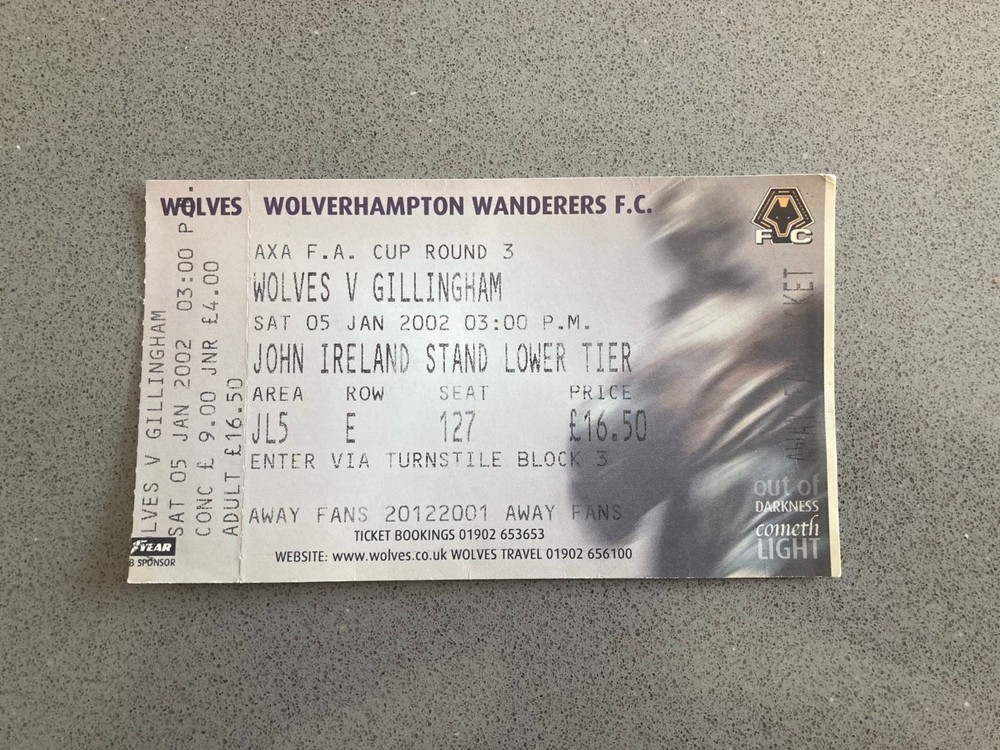 WOLVES
LVES V GILLINGHAM
SAT 05 JAN 2002 03:00 P.
CONC £ 9.00 JNR £4.00
ADULT £16.50
YEAR
B SPONSOR
WOLVERHAMPTON WANDERERS F.C.
AXA F.A. CUP ROUND 3
WOLVES V GILLINGHAM
SAT 05 JAN 2002 03:00 P.M.
JOHN IRELAND STAND LOWER TIER
AREA ROW SEAT PRICE
JL5 E 127 £16.50
ENTER VIA TURNSTILE BLOCK 3
AWAY FANS 20122001 AWAY FANS
TICKET BOOKINGS 01902 653653
WEBSITE: www.wolves.co.uk WOLVES TRAVEL 01902 656100
FC
out of
DARKNESS
cometh
LIGHT